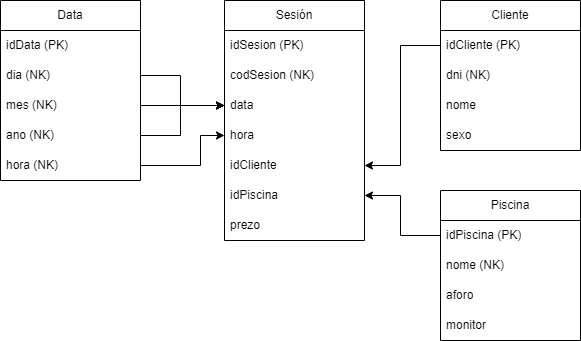 Data
idData (PK)
dia (NK)
mes (NK)
ano (NK)
hora (NK)
Sesión
idSesion (PK)
codSesion (NK)
data
hora
idCliente
idPiscina
prezo
Cliente
idCliente (PK)
dni (NK)
nome
sexo
Piscina
idPiscina (PK)
nome (NK)
aforo
monitor